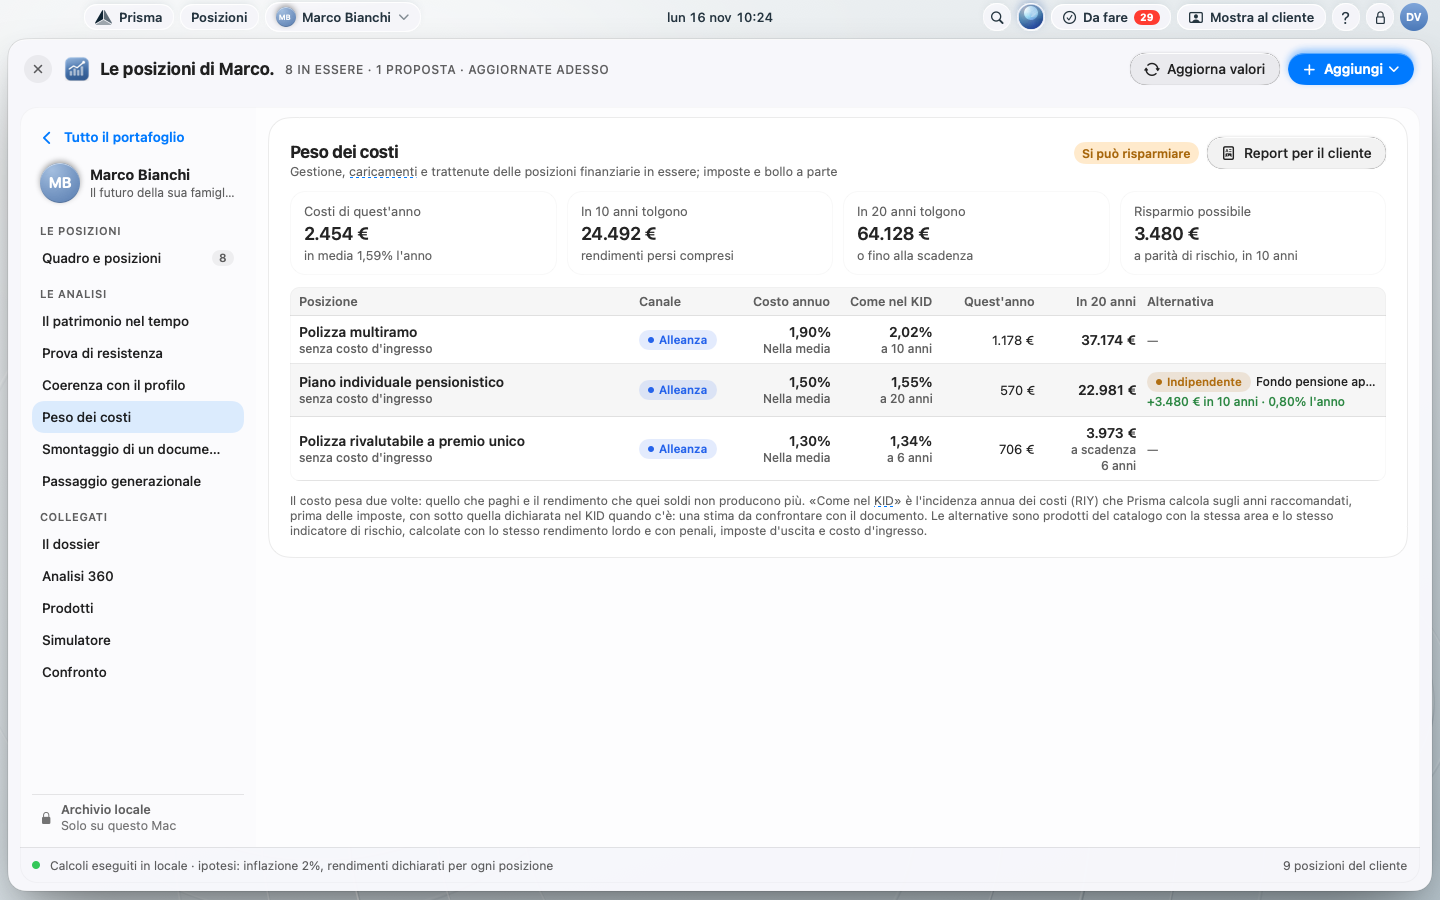 Prisma
Posizioni
MB Marco Bianchi
lun 16 nov 10:24
Da fare 29
Mostra al cliente
?
DV
Le posizioni di Marco. 8 IN ESSERE · 1 PROPOSTA · AGGIORNATE ADESSO
Aggiorna valori
+ Aggiungi
Tutto il portafoglio
MB
Marco Bianchi
Il futuro della sua famigl...
LE POSIZIONI
Quadro e posizioni 8
LE ANALISI
Il patrimonio nel tempo
Prova di resistenza
Coerenza con il profilo
Peso dei costi
Smontaggio di un docume...
Passaggio generazionale
COLLEGATI
Il dossier
Analisi 360
Prodotti
Simulatore
Confronto
Archivio locale
Solo su questo Mac
Peso dei costi
Gestione, caricamenti e trattenute delle posizioni finanziarie in essere; imposte e bollo a parte
Si può risparmiare
Report per il cliente
Costi di quest'anno
2.454 €
in media 1,59% l'anno
In 10 anni tolgono
24.492 €
rendimenti persi compresi
In 20 anni tolgono
64.128 €
o fino alla scadenza
Risparmio possibile
3.480 €
a parità di rischio, in 10 anni
Posizione Canale Costo annuo Come nel KID Quest'anno In 20 anni Alternativa
Polizza multiramo
senza costo d'ingresso
Alleanza
1,90%
Nella media
2,02%
a 10 anni
1.178 €
37.174 €
—
Piano individuale pensionistico
senza costo d'ingresso
Alleanza
1,50%
Nella media
1,55%
a 20 anni
570 €
22.981 €
Indipendente Fondo pensione ap...
+3.480 € in 10 anni · 0,80% l'anno
Polizza rivalutabile a premio unico
senza costo d'ingresso
Alleanza
1,30%
Nella media
1,34%
a 6 anni
706 €
3.973 €
a scadenza
6 anni
—
Il costo pesa due volte: quello che paghi e il rendimento che quei soldi non producono più. «Come nel KID» è l'incidenza annua dei costi (RIY) che Prisma calcola sugli anni raccomandati,
prima delle imposte, con sotto quella dichiarata nel KID quando c'è: una stima da confrontare con il documento. Le alternative sono prodotti del catalogo con la stessa area e lo stesso
indicatore di rischio, calcolate con lo stesso rendimento lordo e con penali, imposte d'uscita e costo d'ingresso.
Calcoli eseguiti in locale · ipotesi: inflazione 2%, rendimenti dichiarati per ogni posizione
9 posizioni del cliente